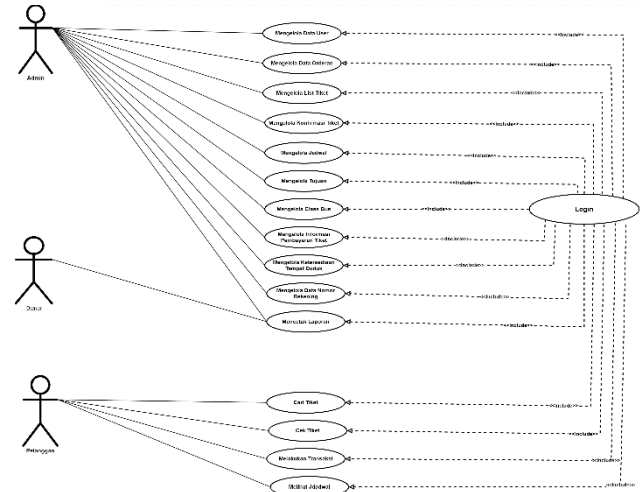 Mengelola Data User
<<Include>>
Mengelola Data Orderan
<<Include>>
Admin
Mengelola List Tiket
<<Include>>
Mengelola Konfirmasi Tiket
<<Include>>
Mengelola Jadwal
<<Include>>
Mengelola Tujuan
<<Include>>
Mengelola Class Bus
<<Include>>
Login
Mengelola Informasi
Pembayaran Tiket
<<Include>>
Mengelola Ketersediaan
Tempat Duduk
<<Include>>
Mengelola Data Nomor
Rekening
<<Include>>
Owner
Mencetak Laporan
<<Include>>
Cari Tiket
<<Include>>
Cek Tiket
<<Include>>
Pelanggan
Melakukan Transaksi
<<Include>>
Melihat
<<Include>>